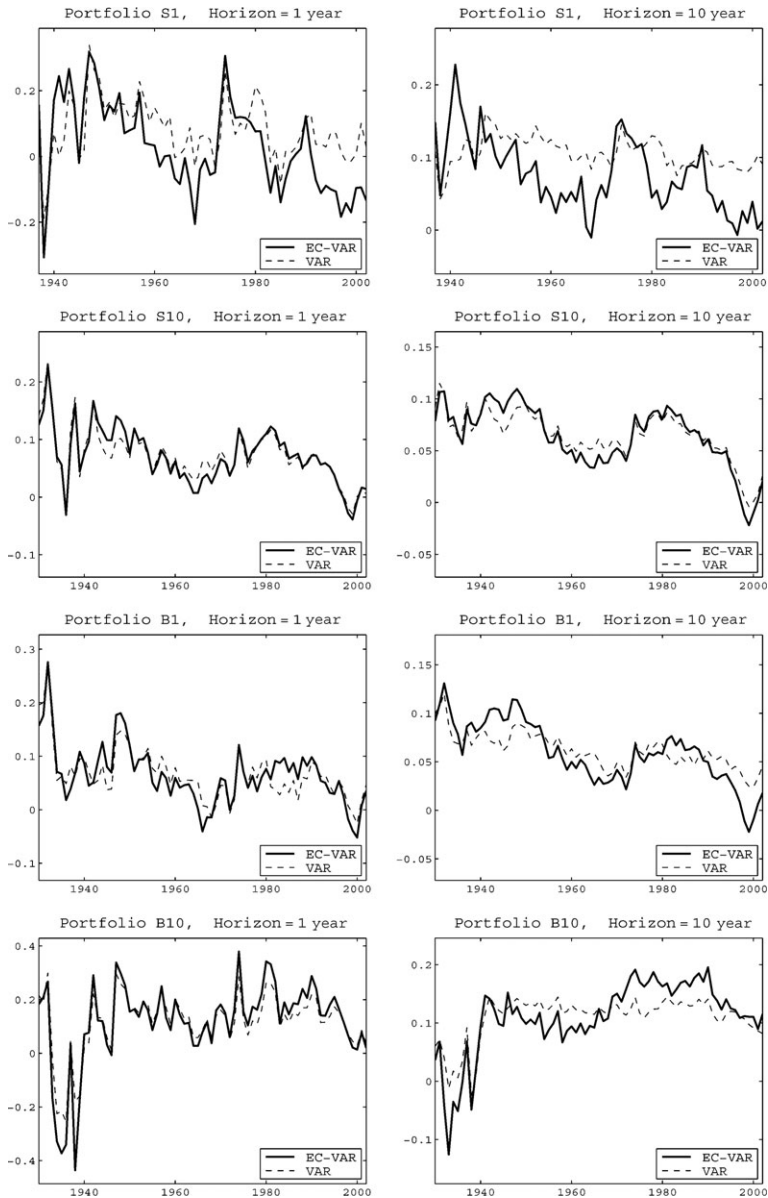 Portfolio S1, Horizon = 1 year
Portfolio S1, Horizon = 10 year
0.2
0
-0.2
EC-VAR
VAR
1940 1960 1980 2000
0.2
0.1
0
EC-VAR
VAR
1940 1960 1980 2000
Portfolio S10, Horizon = 1 year
Portfolio S10, Horizon = 10 year
0.2
0.1
0
-0.1
EC-VAR
VAR
1940 1960 1980 2000
0.15
0.1
0.05
0
-0.05
EC-VAR
VAR
1940 1960 1980 2000
Portfolio B1, Horizon = 1 year
Portfolio B1, Horizon = 10 year
0.3
0.2
0.1
0
-0.1
EC-VAR
VAR
1940 1960 1980 2000
0.15
0.1
0.05
0
-0.05
EC-VAR
VAR
1940 1960 1980 2000
Portfolio B10, Horizon = 1 year
Portfolio B10, Horizon = 10 year
0.4
0.2
0
-0.2
-0.4
EC-VAR
VAR
1940 1960 1980 2000
0.2
0.1
0
-0.1
EC-VAR
VAR
1940 1960 1980 2000